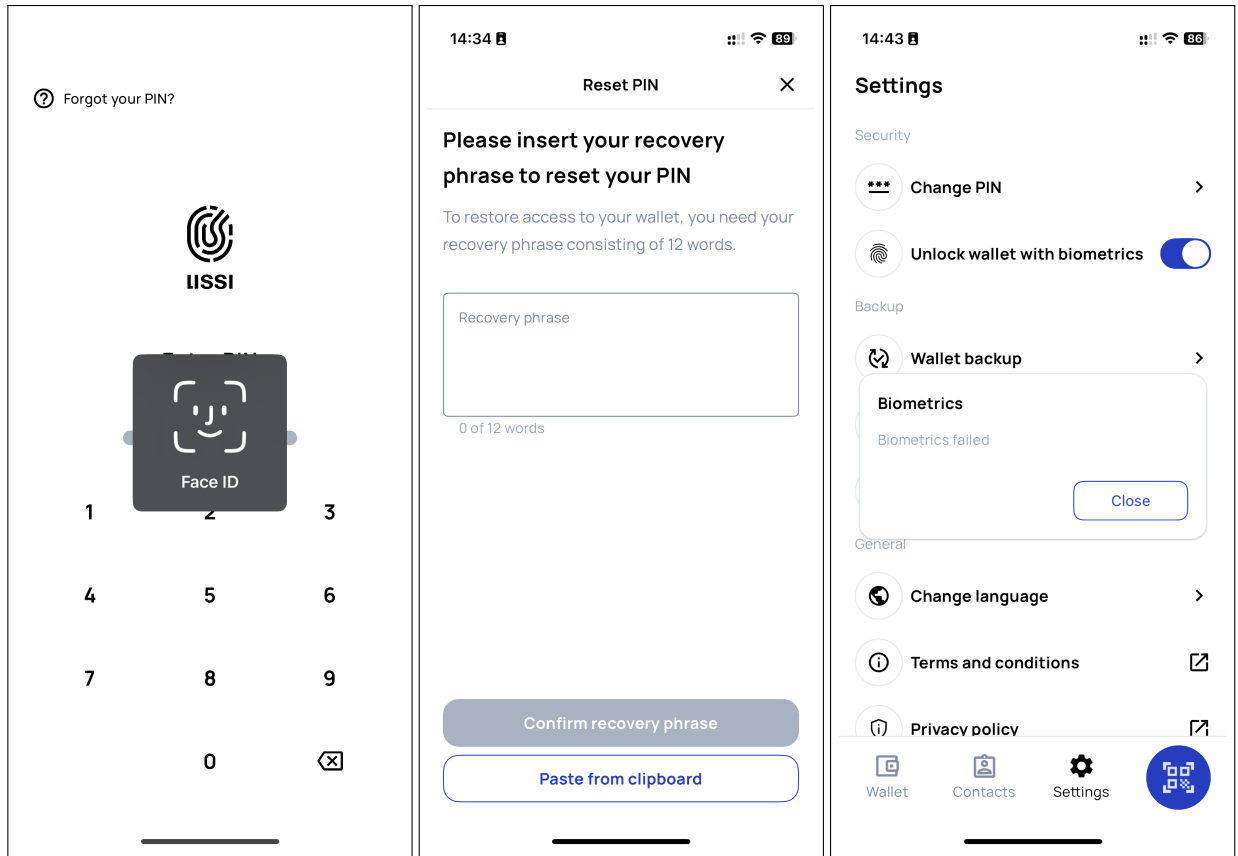 Forgot your PIN?
LISSI
Face ID
1 2 3
4 5 6
7 8 9
0
14:34
89
Reset PIN
Please insert your recovery
phrase to reset your PIN
To restore access to your wallet, you need your
recovery phrase consisting of 12 words.
Recovery phrase
0 of 12 words
Confirm recovery phrase
Paste from clipboard
14:43
86
Settings
Security
Change PIN
Unlock wallet with biometrics
Backup
Wallet backup
Biometrics
Biometrics failed
Close
General
Change language
Terms and conditions
Privacy policy
Wallet
Contacts
Settings